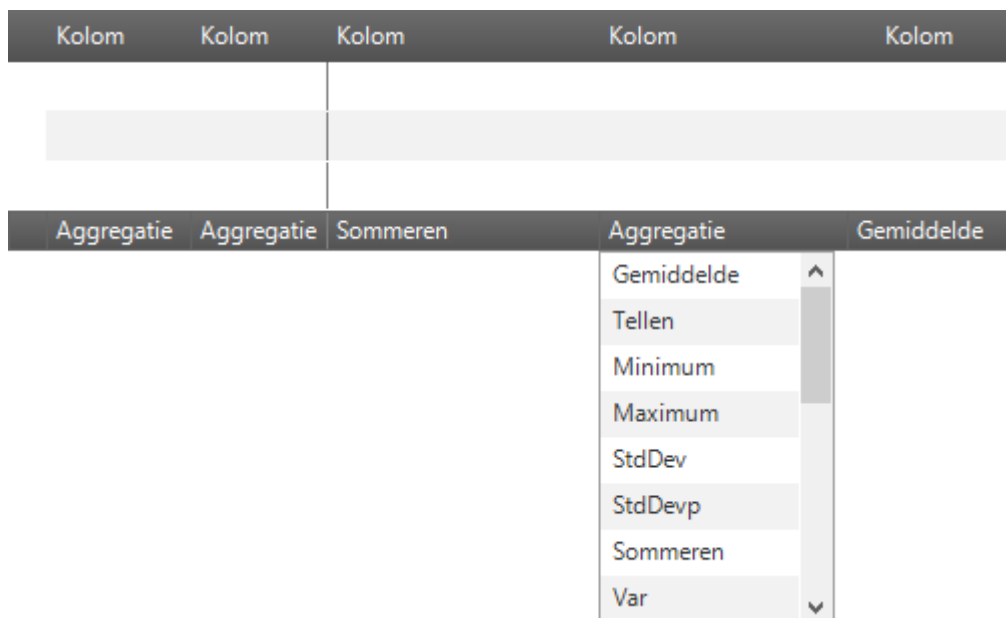 Kolom Kolom Kolom Kolom Kolom
Aggregatie Aggregatie Sommeren Aggregatie Gemiddelde
Gemiddelde
Tellen
Minimum
Maximum
StdDev
StdDevp
Sommeren
Var